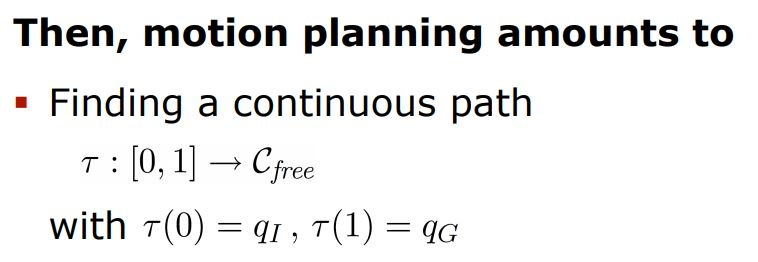 Then, motion planning amounts to
▪ Finding a continuous path
τ : [0, 1] → 𝒞_free
with τ(0) = q_I , τ(1) = q_G